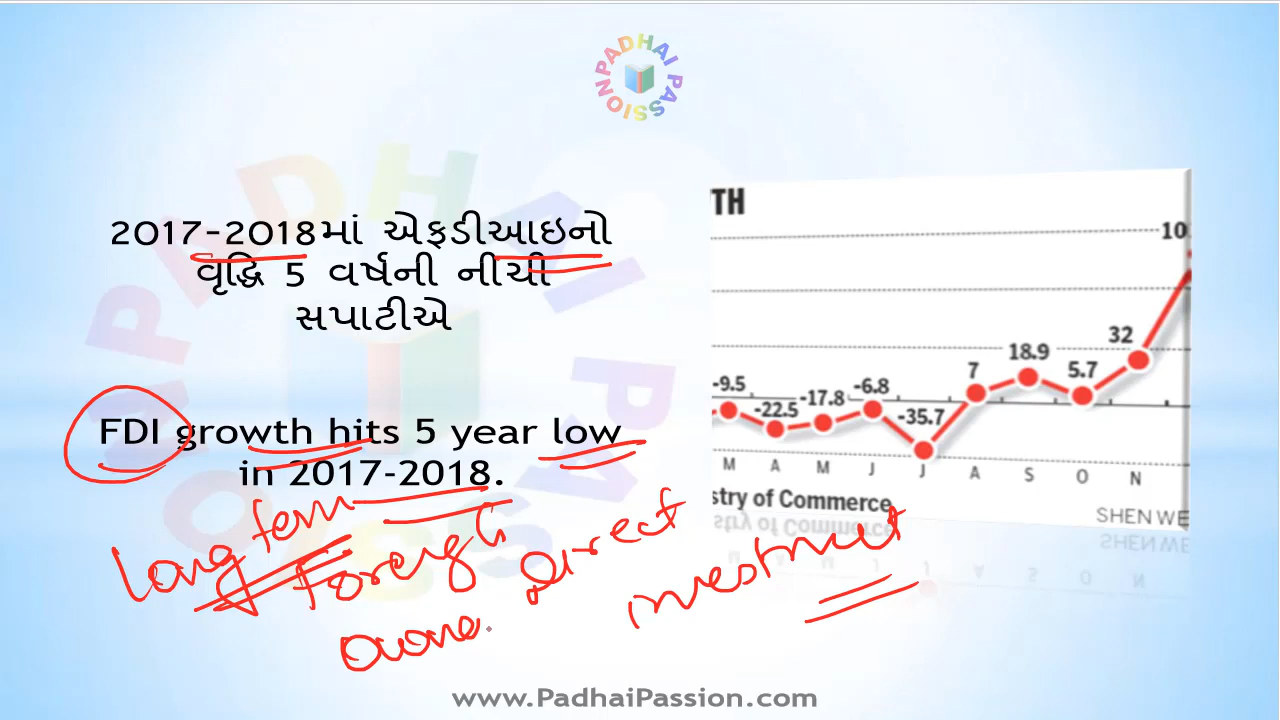 PADHAI PASSION
2017-2018માં એફડીઆઇનો
વૃદ્ધિ 5 વર્ષની નીચી
સપાટીએ
FDI growth hits 5 year low
in 2017-2018.
Long term
Foreign
Direct
investment
TH
10
32
18.9
7
5.7
-9.5
-17.8
-6.8
-22.5
-35.7
M A M J J A S O N
stry of Commerce
SHEN WE
www.PadhaiPassion.com